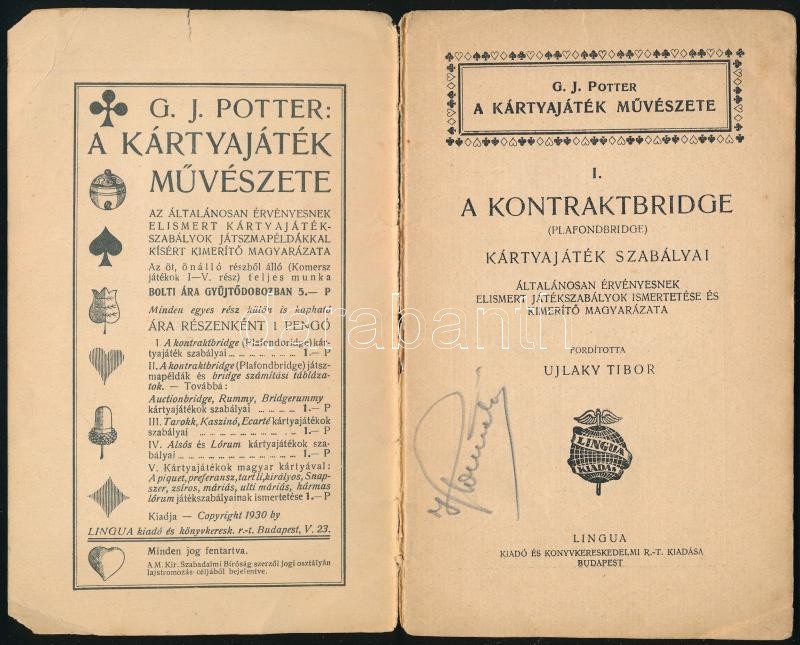 G. J. POTTER:
A KÁRTYAJÁTÉK
MŰVÉSZETE
AZ ÁLTALÁNOSAN ÉRVÉNYESNEK
ELISMERT KÁRTYAJÁTÉK-
SZABÁLYOK JÁTSZMAPÉLDÁKKAL
KÍSÉRT KIMERÍTŐ MAGYARÁZATA
Az öt, önálló részből álló (Komersz
játékok I—V. rész) teljes munka
BOLTI ÁRA GYŰJTŐDOBOZBAN 5.— P
Minden egyes rész külön is kapható
ÁRA RÉSZENKÉNT 1 PENGŐ
I. A kontraktbridge (Plafondbridge) kár-
tyajáték szabályai .. .. .. .. .. .. 1.— P
II. A kontraktbridge (Plafondbridge) játsz-
mapéldák és bridge számítási tábláza-
tok. — Továbbá:
Auctionbridge, Rummy, Bridgerummy
kártyajátékok szabályai .. .. .. .. 1.— P
III. Tarokk, Kaszinó, Ecarté kártyajátékok
szabályai .. .. .. .. .. .. .. 1.— P
IV. Alsós és Lórum kártyajátékok sza-
bályai .. .. .. .. .. .. .. 1.— P
V. Kártyajátékok magyar kártyával:
A piquet, preferansz, tartli, királyos, Snap-
szer, zsíros, máriás, ulti máriás, hármas
lórum játékszabályainak ismertetése 1.— P
Kiadja — Copyright 1930 by
LINGUA kiadó és könyvkeresk. r.-t. Budapest, V. 23.
Minden jog fentartva.
A M. Kir. Szabadalmi Bíróság szerzői jogi osztályán
lajstromozás céljából bejelentve.
G. J. POTTER
A KÁRTYAJÁTÉK MŰVÉSZETE
I.
A KONTRAKTBRIDGE
(PLAFONDBRIDGE)
KÁRTYAJÁTÉK SZABÁLYAI
ÁLTALÁNOSAN ÉRVÉNYESNEK
ELISMERT JÁTÉKSZABÁLYOK ISMERTETÉSE ÉS
KIMERÍTŐ MAGYARÁZATA
FORDÍTOTTA
UJLAKY TIBOR
LINGUA
KIADÁS
LINGUA
KIADÓ ÉS KÖNYVKERESKEDELMI R.-T. KIADÁSA
BUDAPEST
darabanth